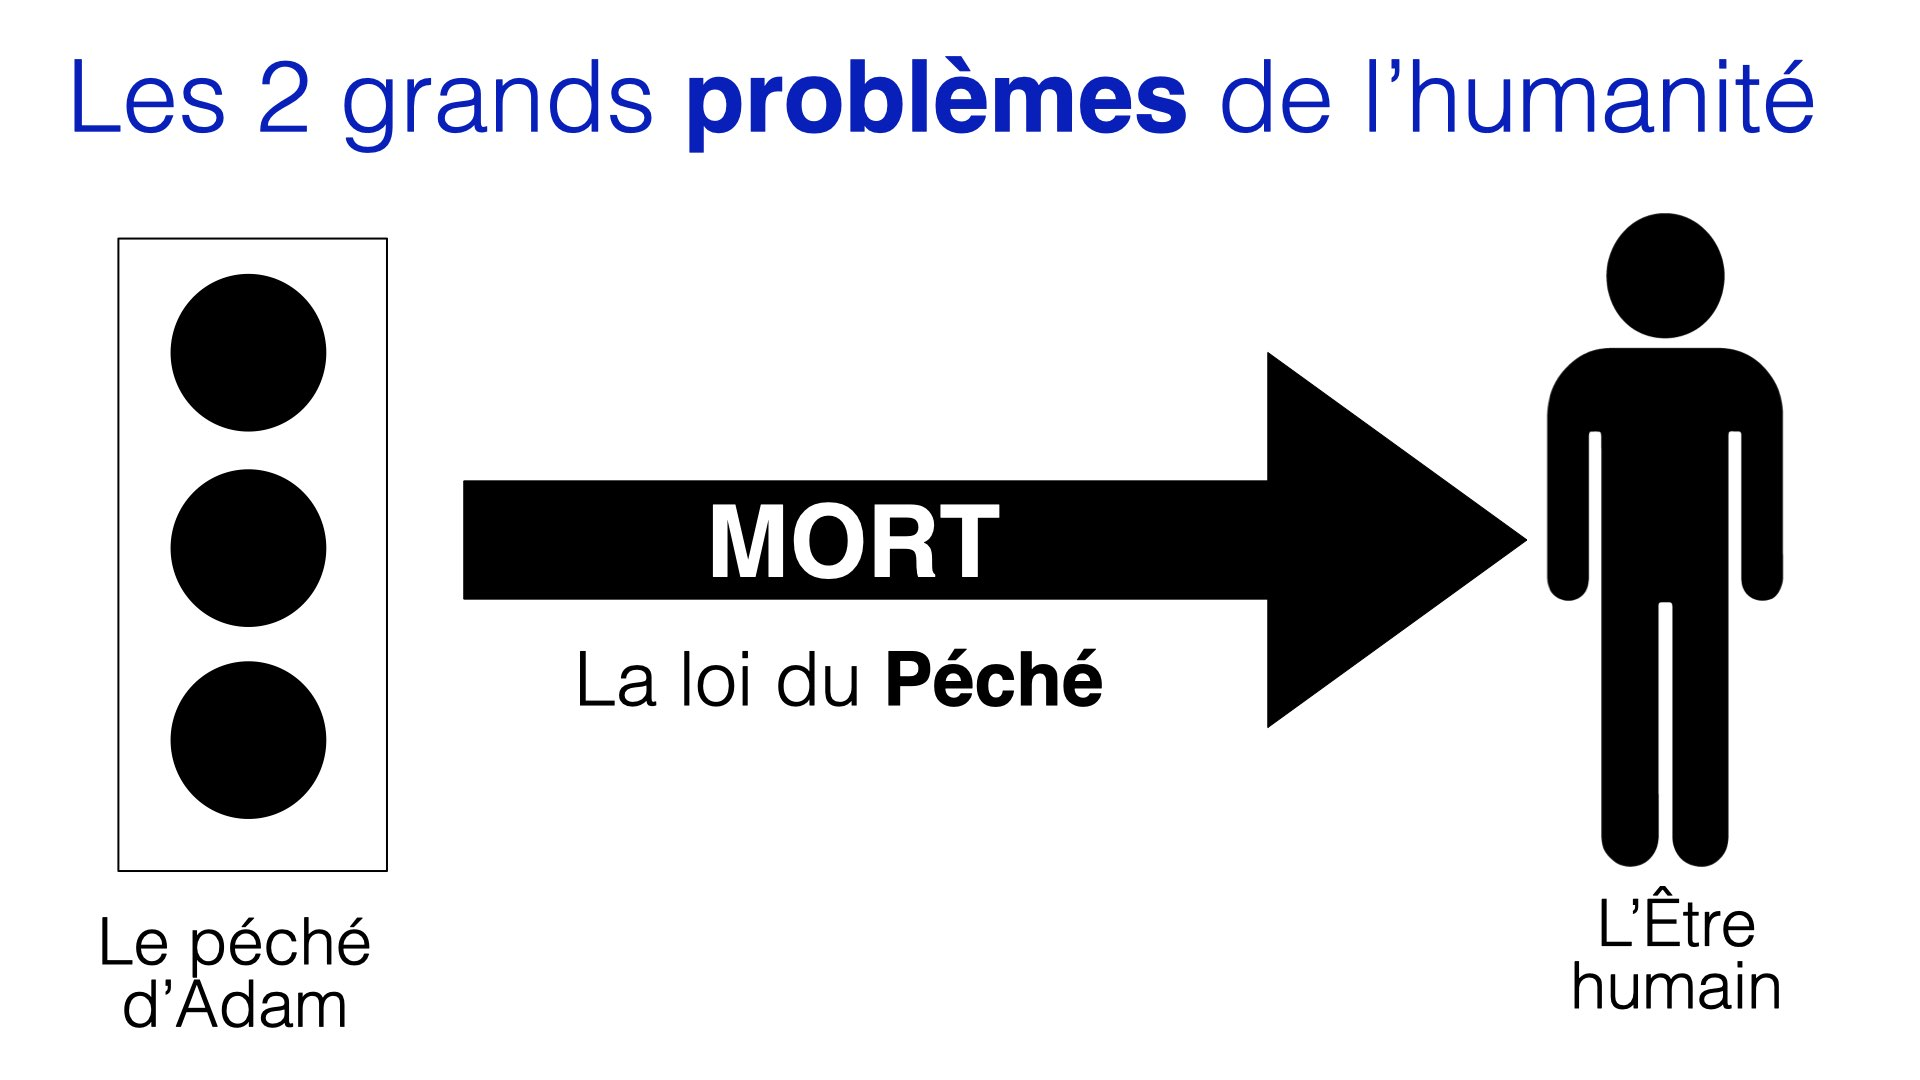 Les 2 grands problèmes de l’humanité
MORT
La loi du Péché
Le péché
d’Adam
L’Être
humain